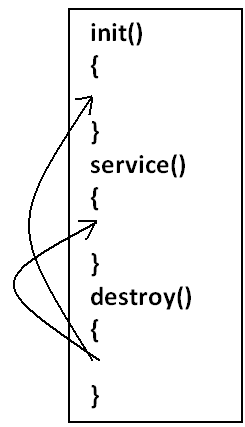 init()
{
}
service()
{
}
destroy()
{
}